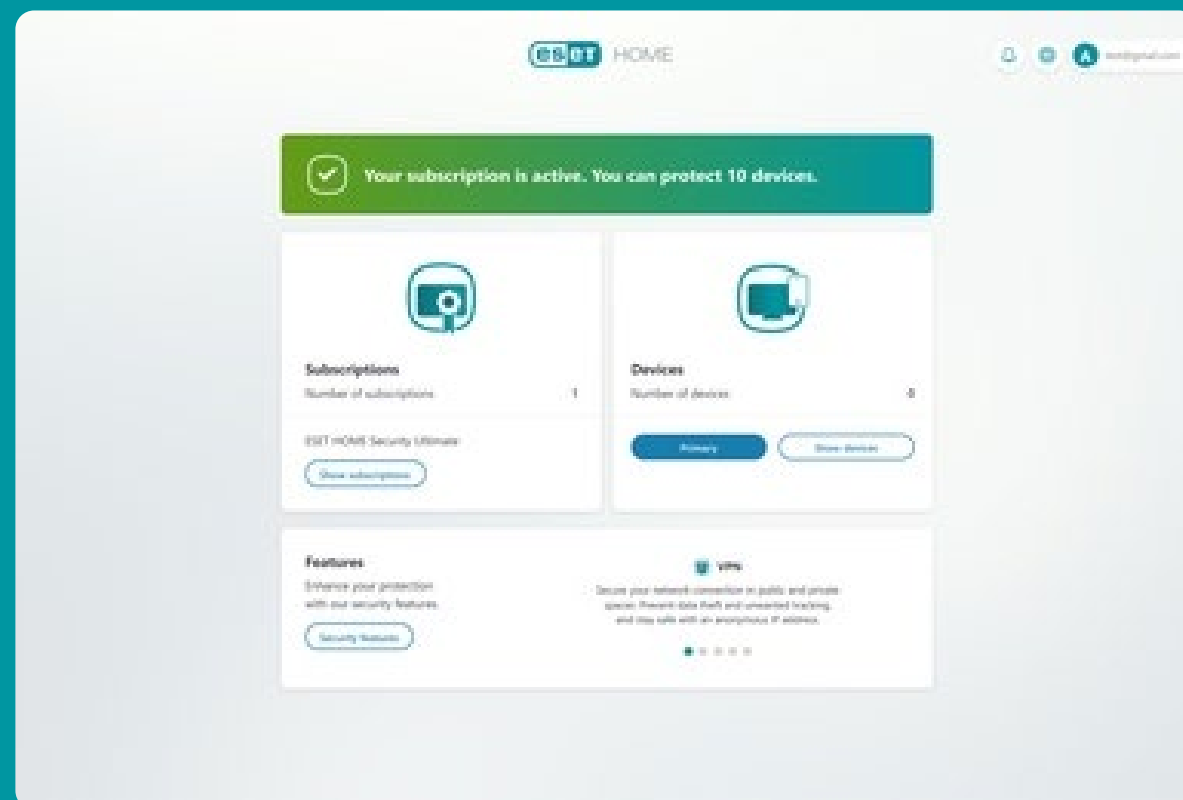 eset HOME
A
Your subscription is active. You can protect 10 devices.
Subscriptions
Number of subscriptions 1
ESET HOME Security Ultimate
Show subscriptions
Devices
Number of devices 0
Primary
Show devices
Features
Enhance your protection
with our security features.
Security features
VPN
Secure your network connection in public and private
spaces. Prevent data theft and unwanted tracking,
and stay safe with an anonymous IP address.